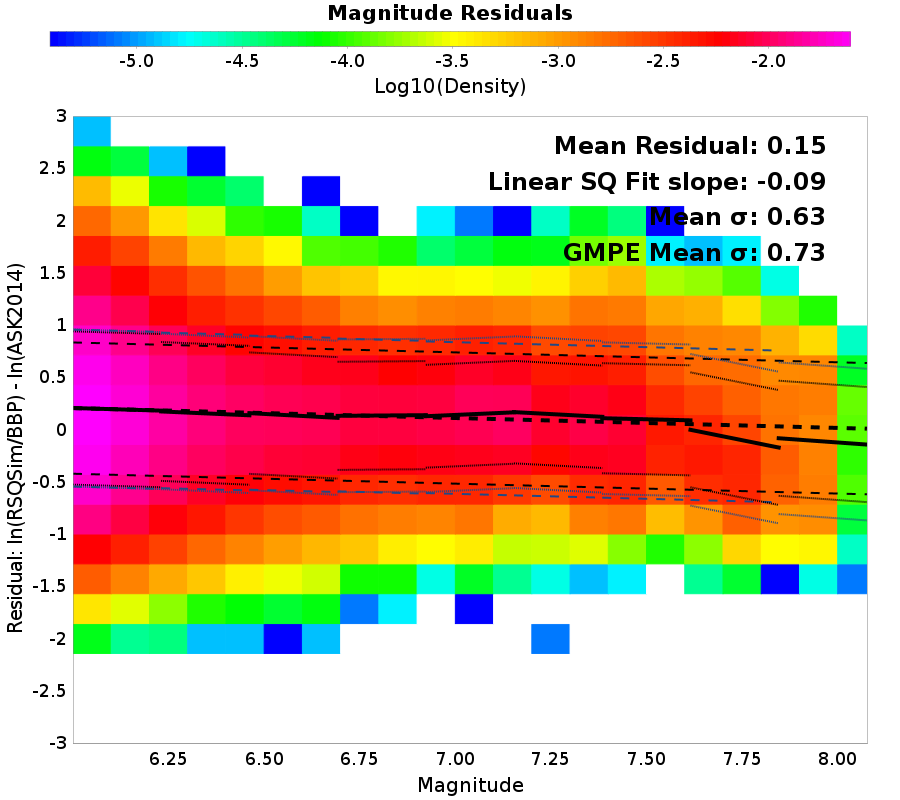 Magnitude Residuals
-5.0 -4.5 -4.0 -3.5 -3.0 -2.5 -2.0
Log10(Density)
Mean Residual: 0.15
Linear SQ Fit slope: -0.09
Mean σ: 0.63
GMPE Mean σ: 0.73
Residual: ln(RSQSim/BBP) - ln(ASK2014)
3
2.5
2
1.5
1
0.5
0
-0.5
-1
-1.5
-2
-2.5
-3
6.25 6.50 6.75 7.00 7.25 7.50 7.75 8.00
Magnitude